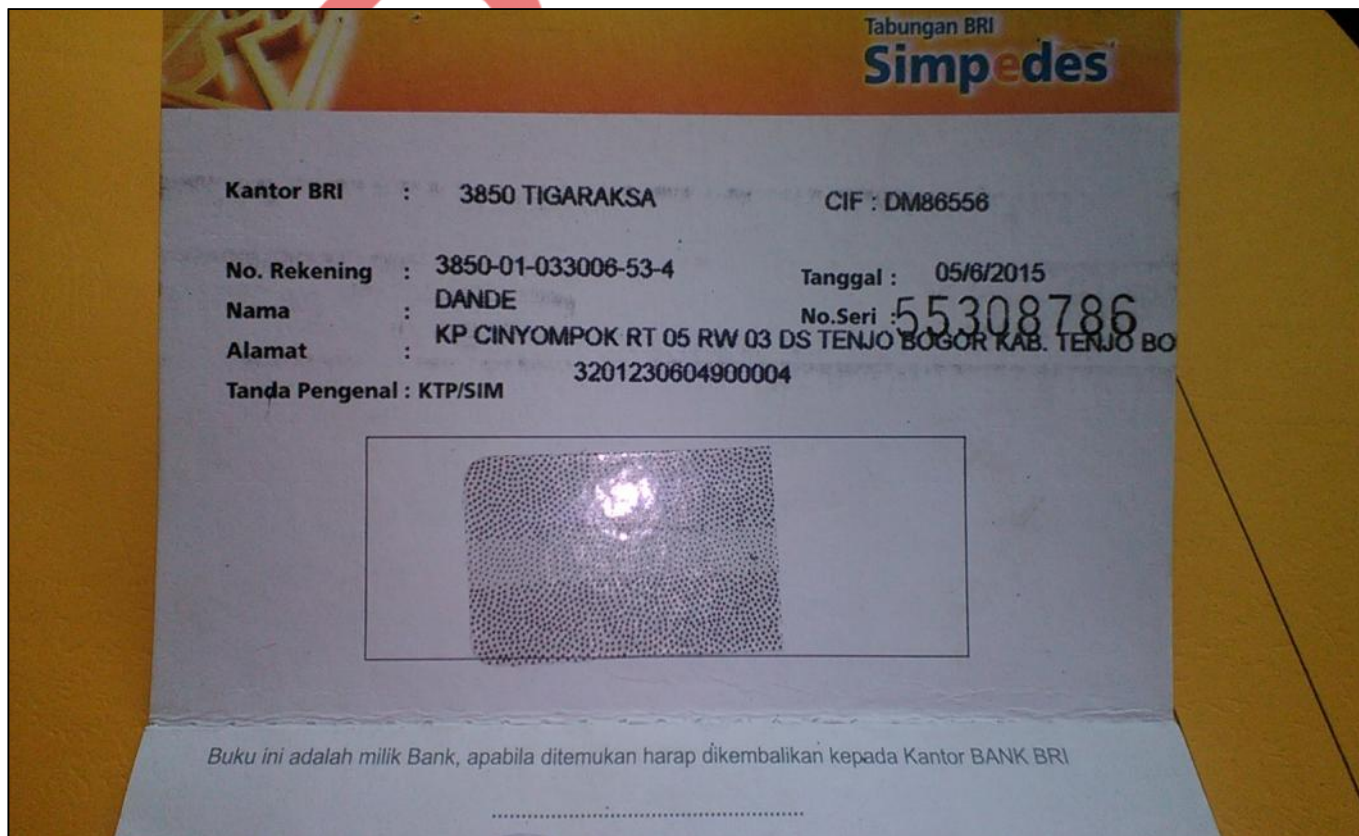 Tabungan BRI
Simpedes
Kantor BRI : 3850 TIGARAKSA CIF : DM86556
No. Rekening : 3850-01-033006-53-4 Tanggal : 05/6/2015
Nama : DANDE No.Seri :55308786
Alamat : KP CINYOMPOK RT 05 RW 03 DS TENJO BOGOR KAB. TENJO BO
Tanda Pengenal : KTP/SIM 3201230604900004
Buku ini adalah milik Bank, apabila ditemukan harap dikembalikan kepada Kantor BANK BRI